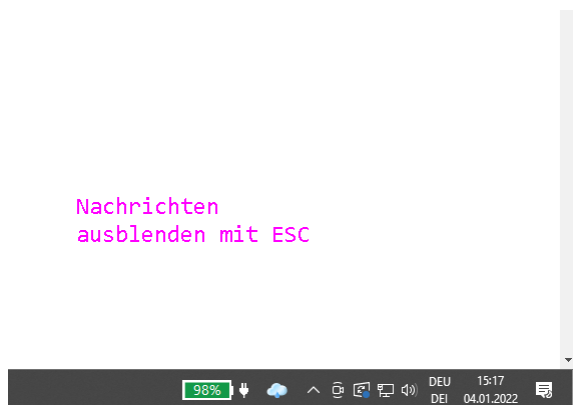 Nachrichten
ausblenden mit ESC
98%
DEU
DEI
15:17
04.01.2022